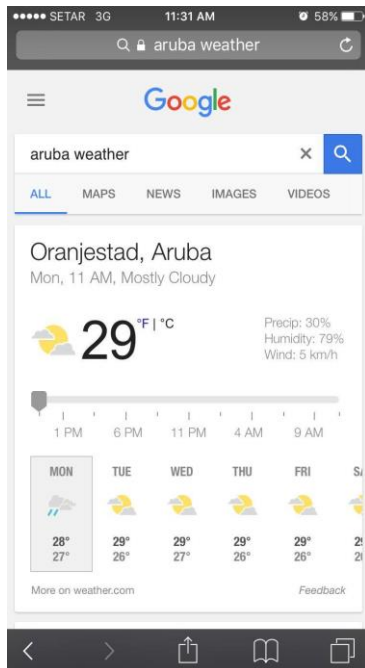 SETAR 3G 11:31 AM 58%
aruba weather
Google
aruba weather
ALL MAPS NEWS IMAGES VIDEOS
Oranjestad, Aruba
Mon, 11 AM, Mostly Cloudy
29 °F | °C
Precip: 30%
Humidity: 79%
Wind: 5 km/h
1 PM 6 PM 11 PM 4 AM 9 AM
MON TUE WED THU FRI
28° 29° 29° 29° 29°
27° 26° 27° 26° 26°
More on weather.com Feedback